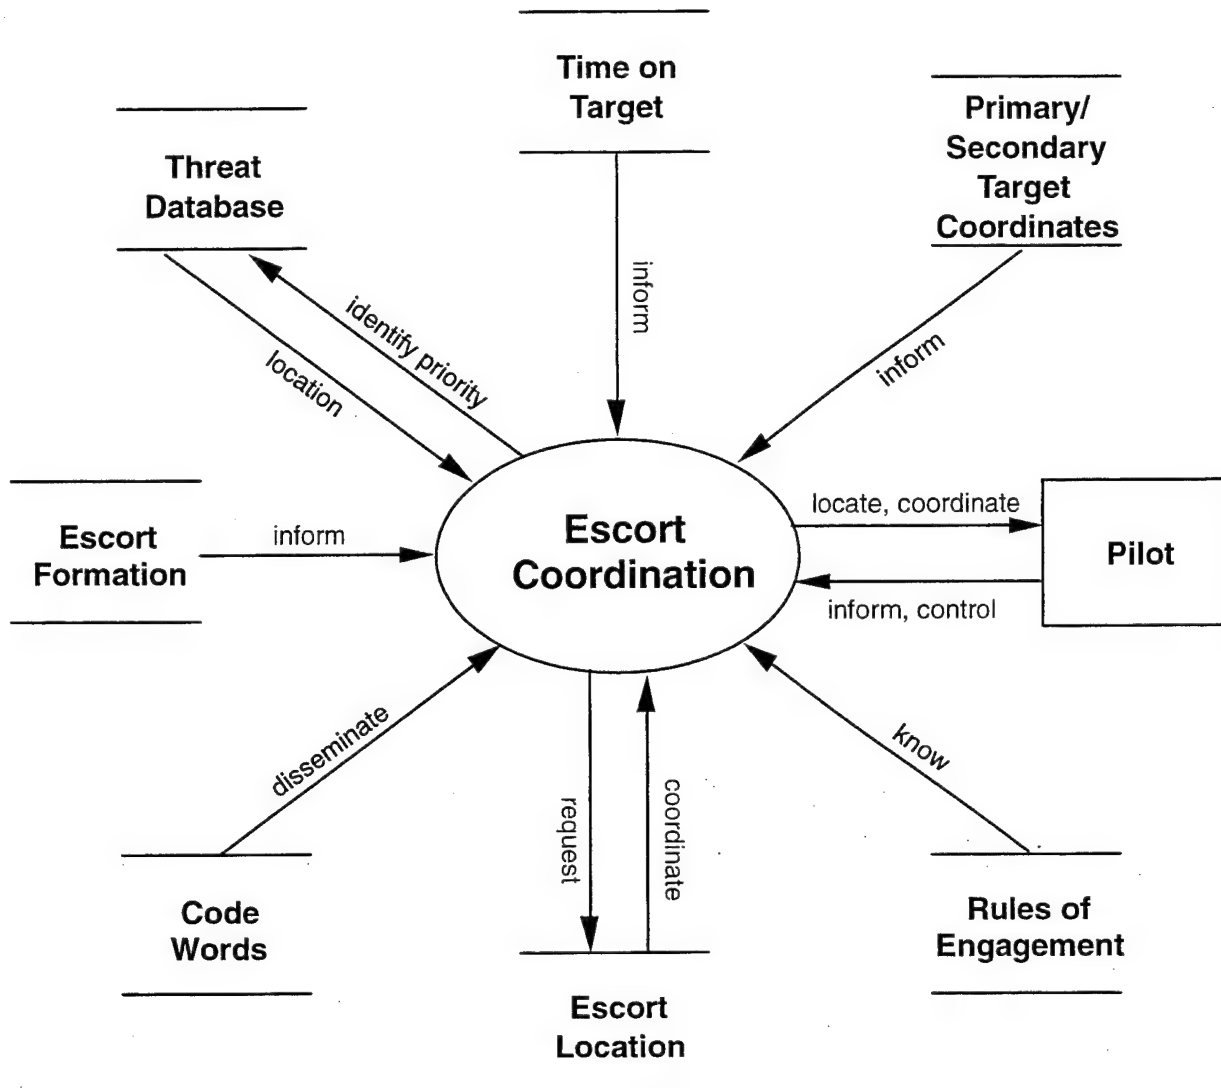 Time on
Target
Primary/
Secondary
Target
Coordinates
Threat
Database
inform
identify priority
location
inform
Escort
Formation
inform
Escort
Coordination
locate, coordinate
inform, control
Pilot
disseminate
request
coordinate
know
Code
Words
Escort
Location
Rules of
Engagement